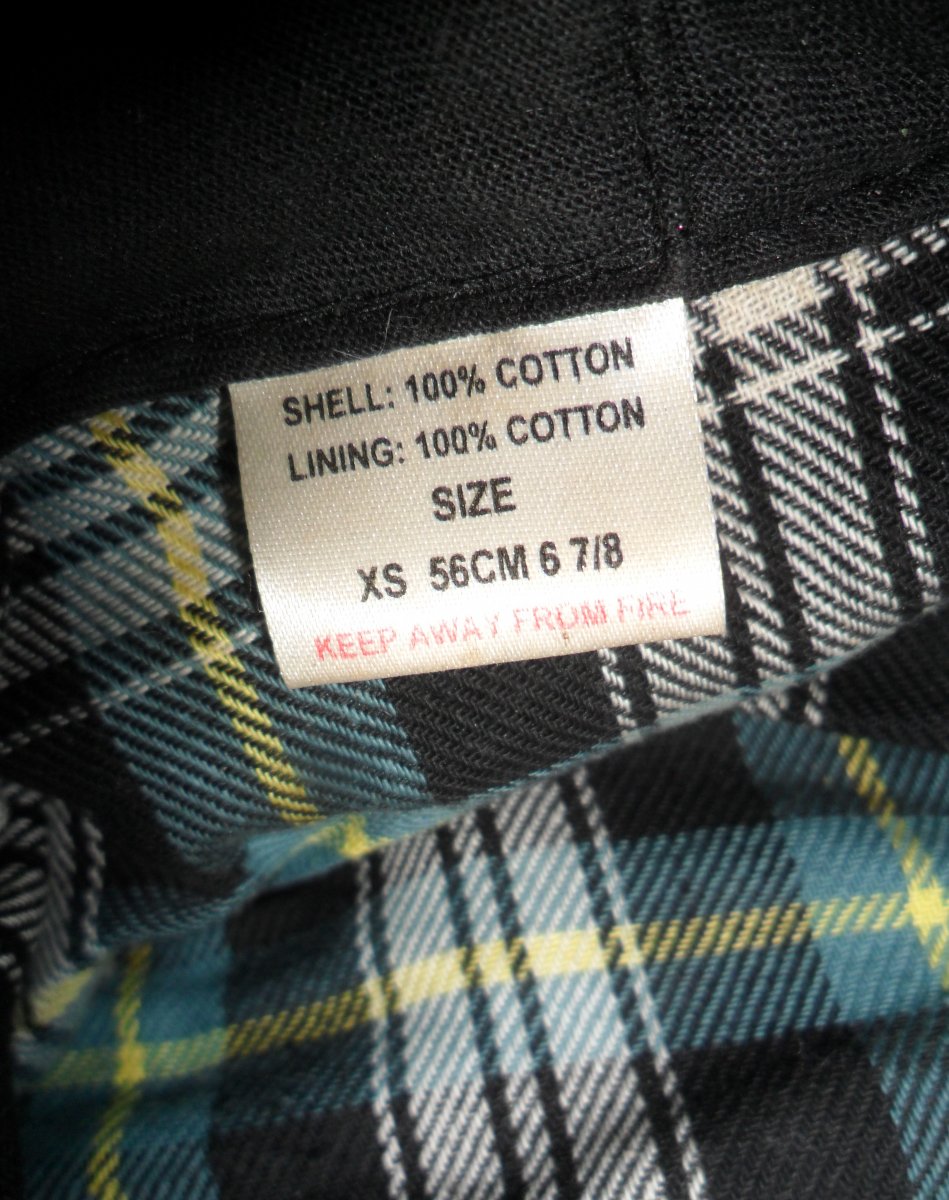 SHELL: 100% COTTON
LINING: 100% COTTON
SIZE
XS 56CM 6 7/8
KEEP AWAY FROM FIRE